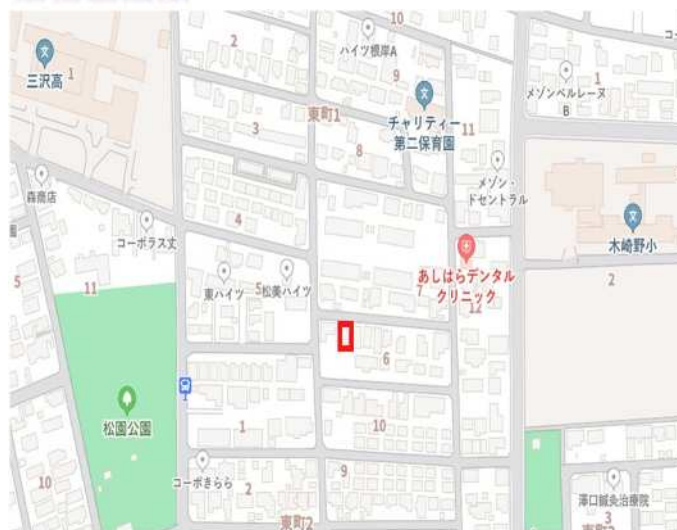 10
コー
2
ハイツ根岸A
三沢高
1
9
メゾンベルレーヌ
B
1
東町1
チャリティー
第二保育園
11
3
8
メゾン・
ドセントラル
森商店
4
木崎野小
コーポラス丈
5
11
東ハイツ
5
松美ハイツ
7
あしはらデンタル
クリニック
12
2
6
松園公園
1
10
コーポきらら
10
2
9
澤口鍼灸治療院
3
東町2